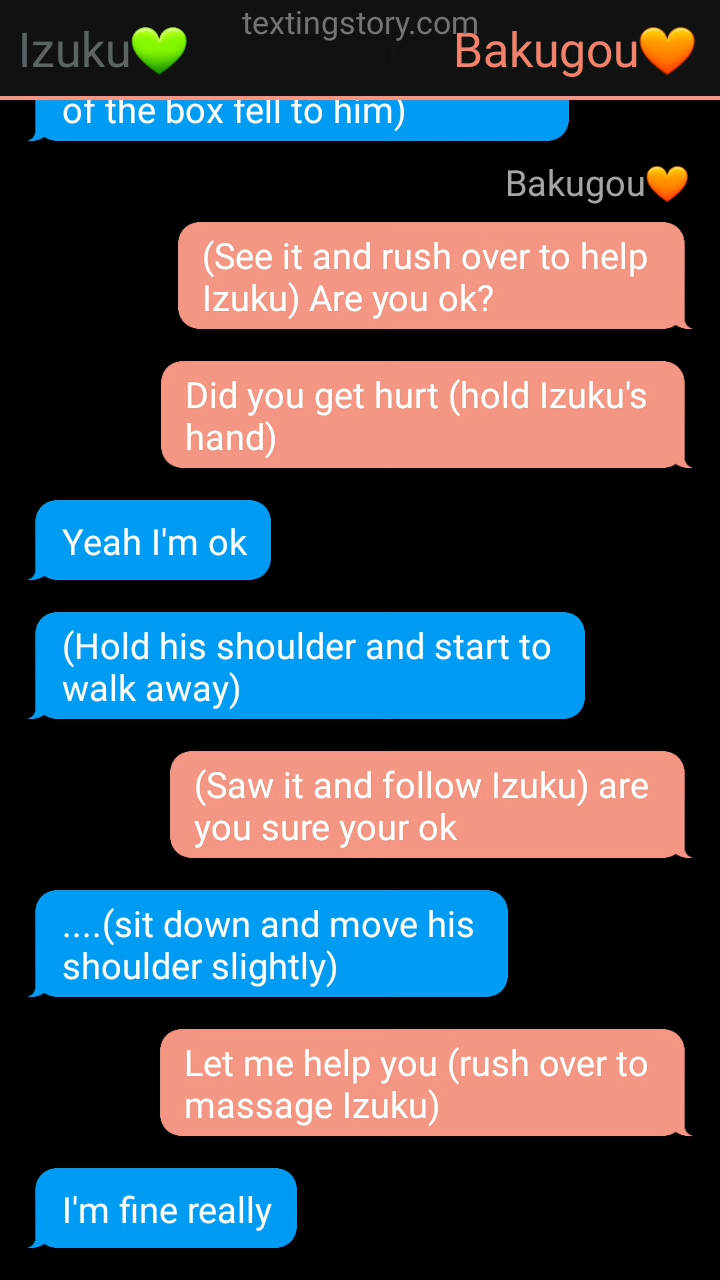 textingstory.com
Izuku💚
Bakugou🧡
of the box fell to him)
Bakugou🧡
(See it and rush over to help
Izuku) Are you ok?
Did you get hurt (hold Izuku's
hand)
Yeah I'm ok
(Hold his shoulder and start to
walk away)
(Saw it and follow Izuku) are
you sure your ok
....(sit down and move his
shoulder slightly)
Let me help you (rush over to
massage Izuku)
I'm fine really